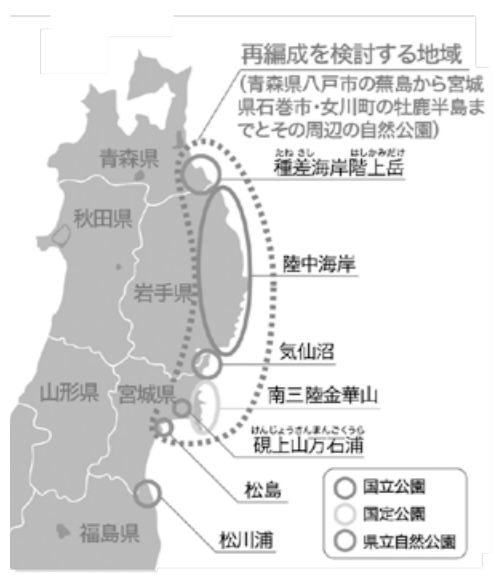 再編成を検討する地域
(青森県八戸市の蕪島から宮城
県石巻市・女川町の牡鹿半島ま
でとその周辺の自然公園)
たねさし はしかみだけ
種差海岸階上岳
青森県
秋田県
陸中海岸
岩手県
気仙沼
山形県
宮城県
南三陸金華山
けんじょうさんまんごくうら
硯上山万石浦
松島
国立公園
国定公園
県立自然公園
福島県
松川浦